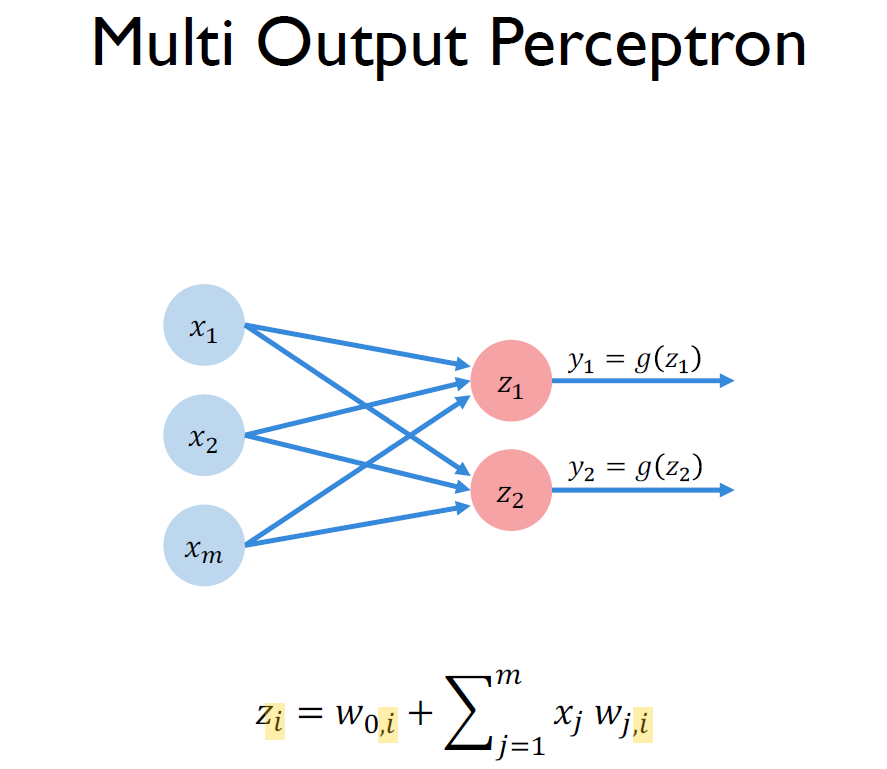 Multi Output Perceptron
x₁
x₂
xₘ
z₁
z₂
y₁ = g(z₁)
y₂ = g(z₂)
zᵢ = w₀,ᵢ + ∑ᵐⱼ₌₁ xⱼ wⱼ,ᵢ